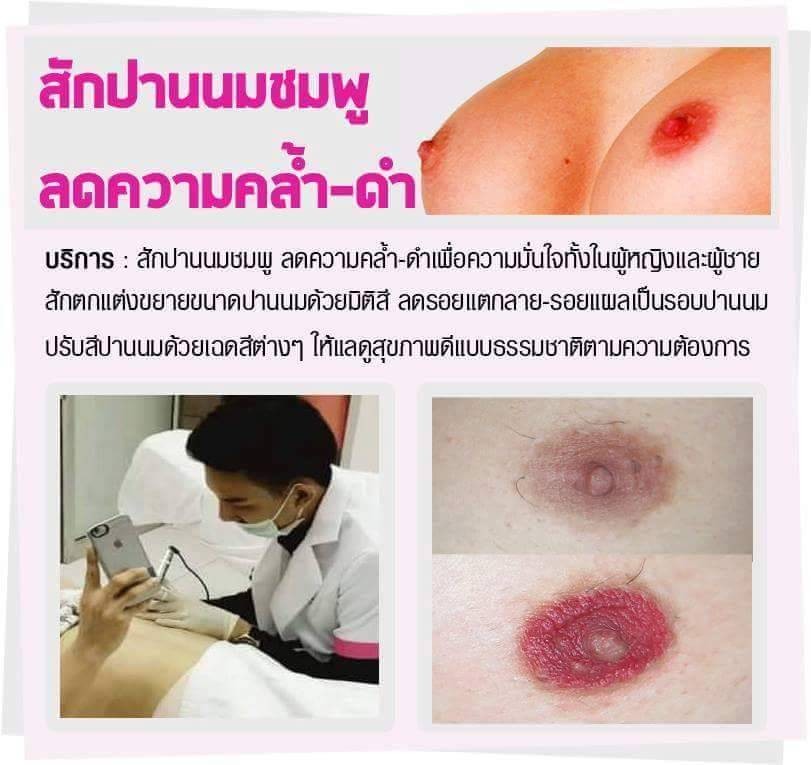 สักปานนมชมพู
ลดความคล้ำ-ดำ
บริการ : สักปานนมชมพู ลดความคล้ำ-ดำเพื่อความมั่นใจทั้งในผู้หญิงและผู้ชาย
สักตกแต่งขยายขนาดปานนมด้วยมิติสี ลดรอยแตกลาย-รอยแผลเป็นรอบปานนม
ปรับสีปานนมด้วยเฉดสีต่างๆ ให้แลดูสุขภาพดีแบบธรรมชาติตามความต้องการ